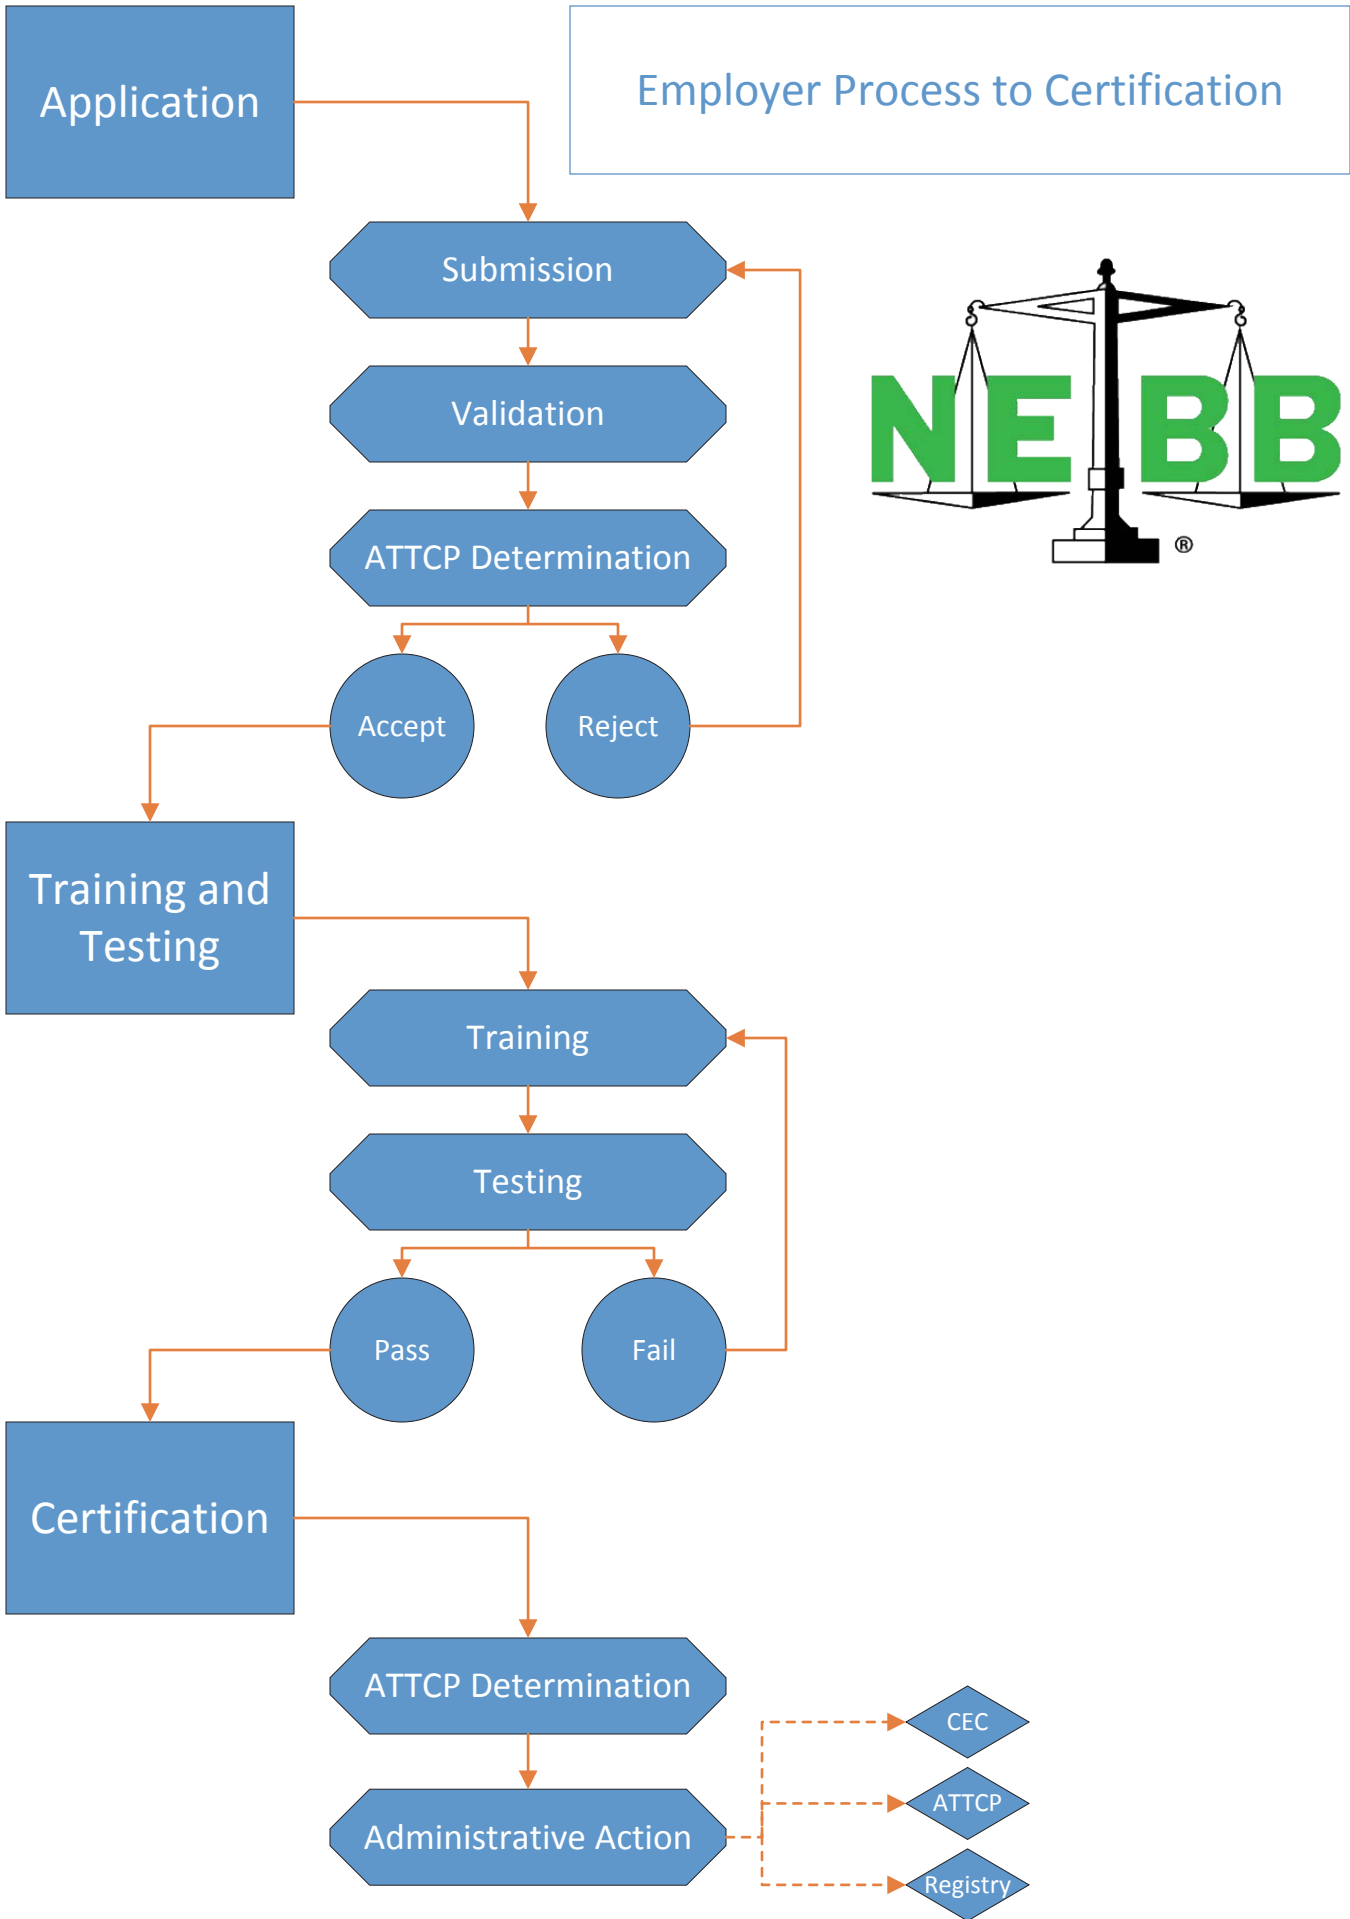 Application
Employer Process to Certification
Submission
NEBB
®
Validation
ATTCP Determination
Accept
Reject
Training and
Testing
Training
Testing
Pass
Fail
Certification
ATTCP Determination
Administrative Action
CEC
ATTCP
Registry